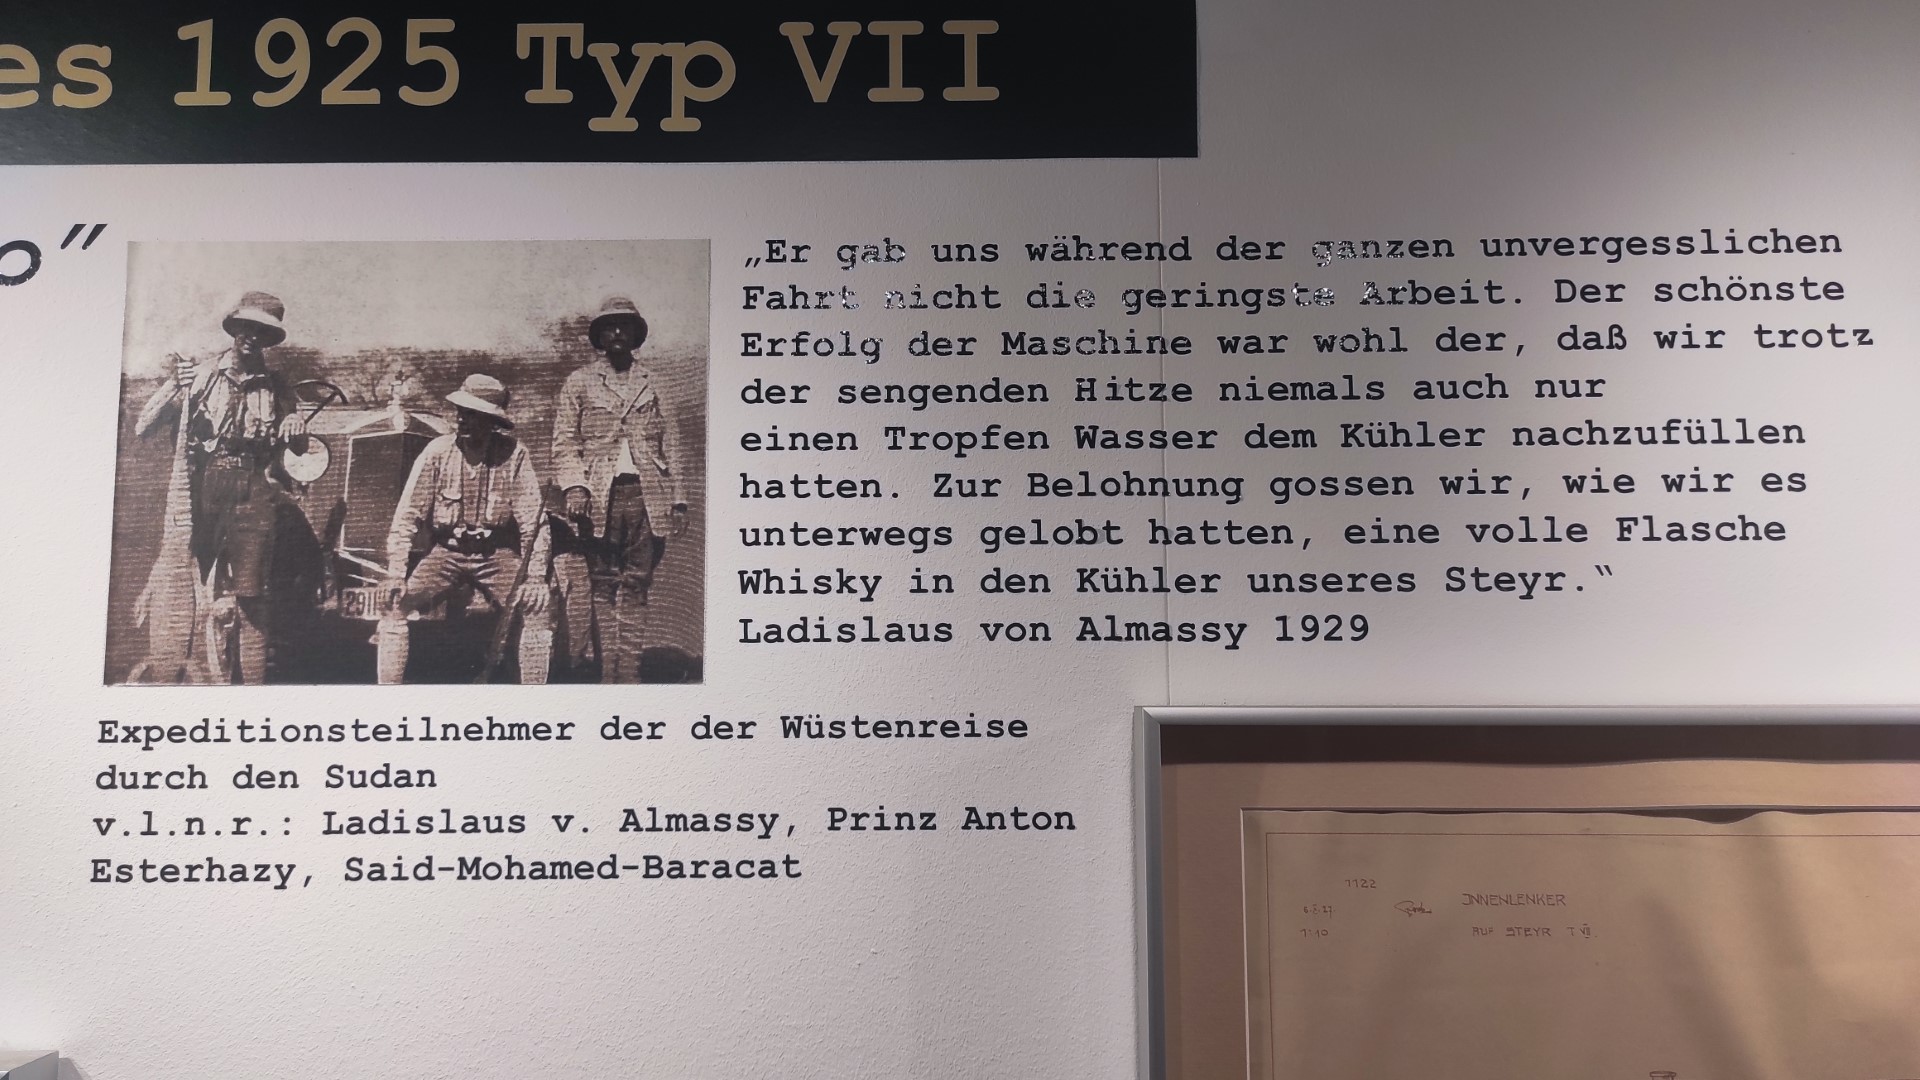 es 1925 Typ VII
o"
„Er gab uns während der ganzen unvergesslichen
Fahrt nicht die geringste Arbeit. Der schönste
Erfolg der Maschine war wohl der, daß wir trotz
der sengenden Hitze niemals auch nur
einen Tropfen Wasser dem Kühler nachzufüllen
hatten. Zur Belohnung gossen wir, wie wir es
unterwegs gelobt hatten, eine volle Flasche
Whisky in den Kühler unseres Steyr.“
Ladislaus von Almassy 1929
Expeditionsteilnehmer der der Wüstenreise
durch den Sudan
v.l.n.r.: Ladislaus v. Almassy, Prinz Anton
Esterhazy, Said-Mohamed-Baracat
1122
INNENLENKER
AUF STEYR T VII.
1:10